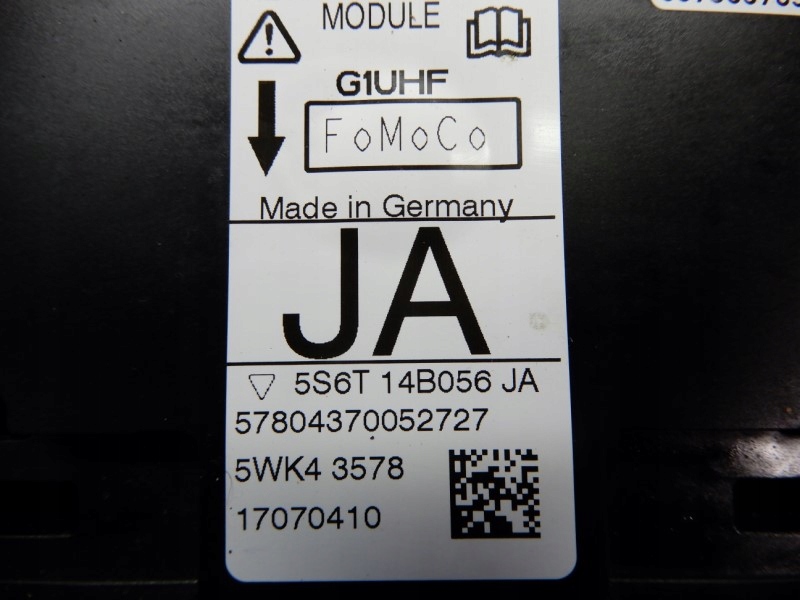 MODULE
G1UHF
FoMoCo
Made in Germany
JA
5S6T 14B056 JA
57804370052727
5WK4 3578
17070410